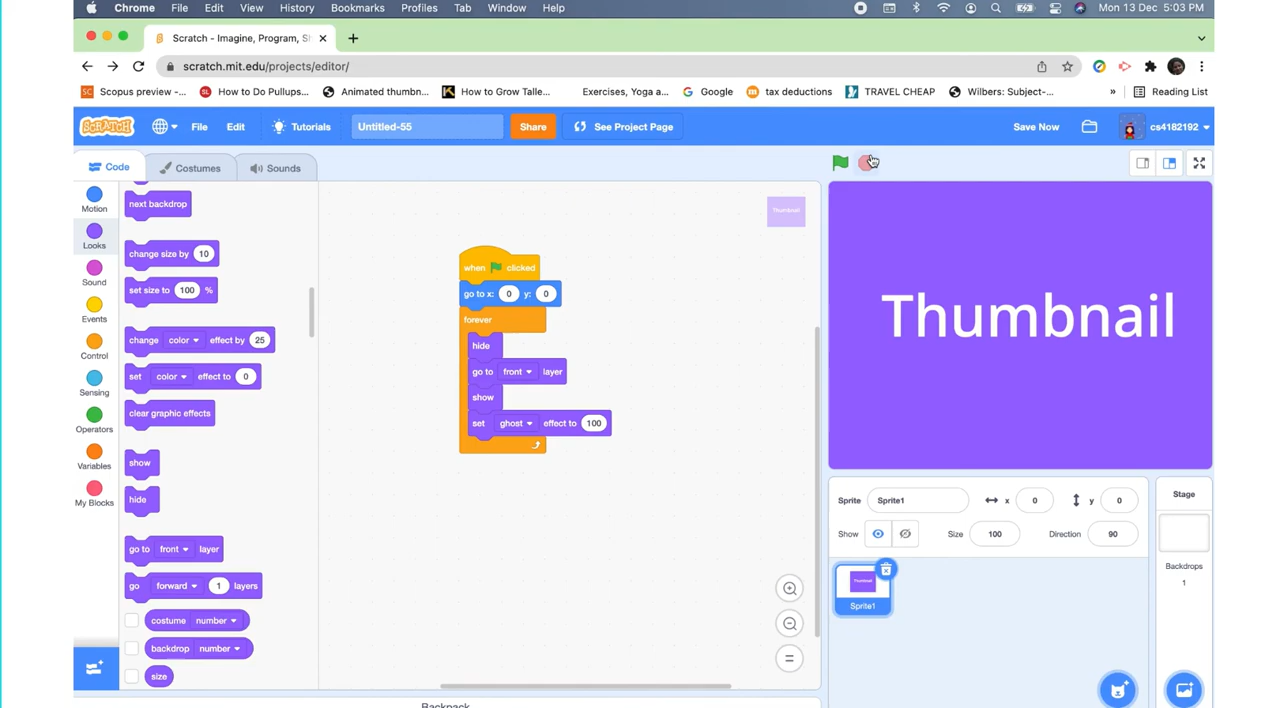 Chrome File Edit View History Bookmarks Profiles Tab Window Help Mon 13 Dec 5:03 PM
Scratch - Imagine, Program, Sh
scratch.mit.edu/projects/editor/
Scopus preview -... How to Do Pullups... Animated thumbn... How to Grow Talle... Exercises, Yoga a... Google tax deductions TRAVEL CHEAP Wilbers: Subject-... » Reading List
SCRATCH File Edit Tutorials Untitled-55 Share See Project Page Save Now cs4182192
Code Costumes Sounds
Motion
Looks
Sound
Events
Control
Sensing
Operators
Variables
My Blocks
next backdrop
change size by 10
set size to 100 %
change color effect by 25
set color effect to 0
clear graphic effects
show
hide
go to front layer
go forward 1 layers
costume number
backdrop number
size
when clicked
go to x: 0 y: 0
forever
hide
go to front layer
show
set ghost effect to 100
Thumbnail
Thumbnail
Sprite Sprite1 x 0 y 0
Show Size 100 Direction 90
Thumbnail
Sprite1
Stage
Backdrops
1
Backpack